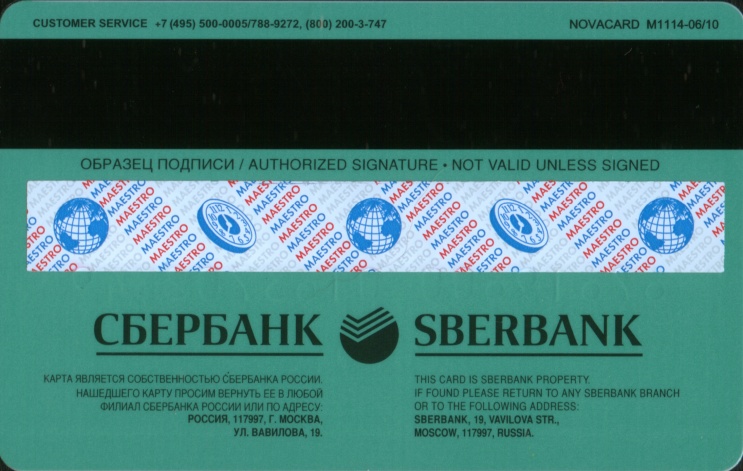 CUSTOMER SERVICE +7 (495) 500-0005/788-9272, (800) 200-3-747
NOVACARD M1114-06/10
ОБРАЗЕЦ ПОДПИСИ / AUTHORIZED SIGNATURE • NOT VALID UNLESS SIGNED
MAESTRO MAESTRO MAESTRO MAESTRO
СБЕРБАНК SBERBANK
КАРТА ЯВЛЯЕТСЯ СОБСТВЕННОСТЬЮ СБЕРБАНКА РОССИИ.
НАШЕДШЕГО КАРТУ ПРОСИМ ВЕРНУТЬ ЕЕ В ЛЮБОЙ
ФИЛИАЛ СБЕРБАНКА РОССИИ ИЛИ ПО АДРЕСУ:
РОССИЯ, 117997, Г. МОСКВА,
УЛ. ВАВИЛОВА, 19.
THIS CARD IS SBERBANK PROPERTY.
IF FOUND PLEASE RETURN TO ANY SBERBANK BRANCH
OR TO THE FOLLOWING ADDRESS:
SBERBANK, 19, VAVILOVA STR.,
MOSCOW, 117997, RUSSIA.